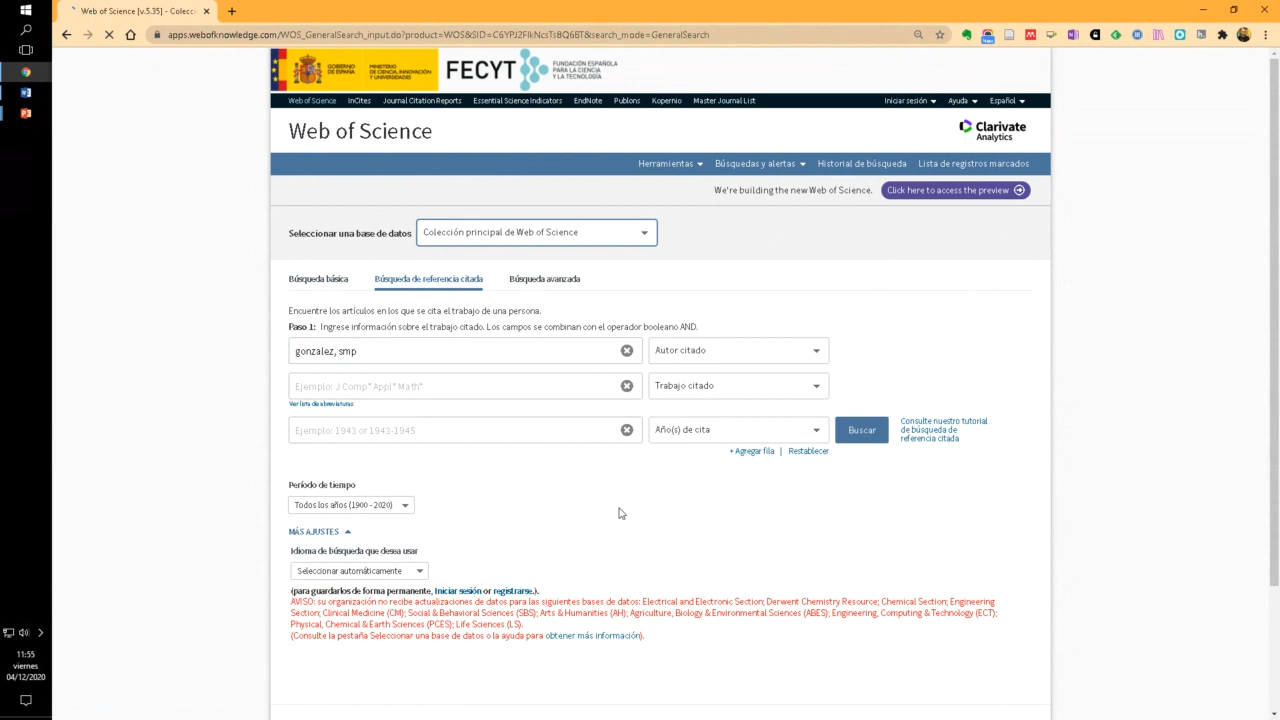 Web of Science [v.5.35] - Colecci
apps.webofknowledge.com/WOS_GeneralSearch_input.do?product=WOS&SID=C6YPJ2FIkNcsTs8Q6BT&search_mode=GeneralSearch
GOBIERNO DE ESPAÑA
MINISTERIO DE CIENCIA, INNOVACIÓN Y UNIVERSIDADES
FECYT
FUNDACIÓN ESPAÑOLA PARA LA CIENCIA Y LA TECNOLOGÍA
Web of Science InCites Journal Citation Reports Essential Science Indicators EndNote Publons Kopernio Master Journal List Iniciar sesión Ayuda Español
Web of Science
Clarivate Analytics
Herramientas Búsquedas y alertas Historial de búsqueda Lista de registros marcados
We're building the new Web of Science. Click here to access the preview
Seleccionar una base de datos Colección principal de Web of Science
Búsqueda básica Búsqueda de referencia citada Búsqueda avanzada
Encuentre los artículos en los que se cita el trabajo de una persona.
Paso 1: Ingrese información sobre el trabajo citado. Los campos se combinan con el operador booleano AND.
gonzalez, smp Autor citado
Ejemplo: J Comp* Appl* Math* Trabajo citado
Ver lista de abreviaturas
Ejemplo: 1943 or 1943-1945 Año(s) de cita Buscar
Consulte nuestro tutorial
de búsqueda de
referencia citada
+ Agregar fila | Restablecer
Período de tiempo
Todos los años (1900 - 2020)
MÁS AJUSTES
Idioma de búsqueda que desea usar
Seleccionar automáticamente
(para guardarlos de forma permanente, Iniciar sesión or registrarse.).
AVISO: su organización no recibe actualizaciones de datos para las siguientes bases de datos: Electrical and Electronic Section; Derwent Chemistry Resource; Chemical Section; Engineering
Section; Clinical Medicine (CM); Social & Behavioral Sciences (SBS); Arts & Humanities (AH); Agriculture, Biology & Environmental Sciences (ABES); Engineering, Computing & Technology (ECT);
Physical, Chemical & Earth Sciences (PCES); Life Sciences (LS).
(Consulte la pestaña Seleccionar una base de datos o la ayuda para obtener más información).
11:55
viernes
04/12/2020